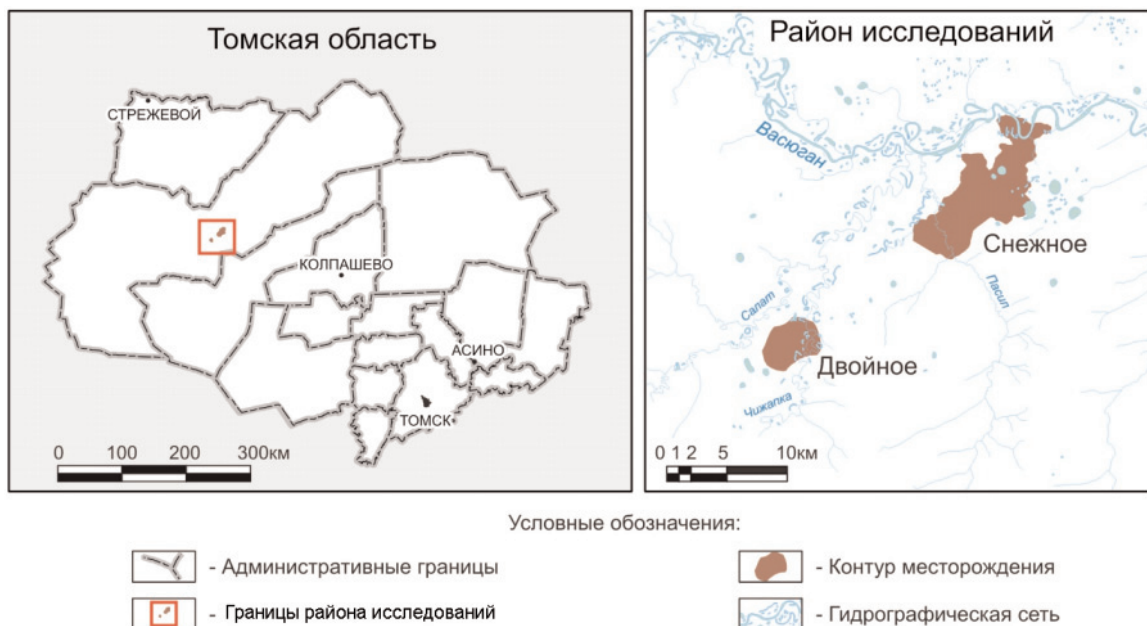 Томская область
СТРЕЖЕВОЙ
КОЛПАШЕВО
АСИНО
ТОМСК
0 100 200 300км
Район исследований
Васюган
Снежное
Пасил
Салат
Двойное
Чижапка
0 1 2 5 10км
Условные обозначения:
- Административные границы
- Границы района исследований
- Контур месторождения
- Гидрографическая сеть